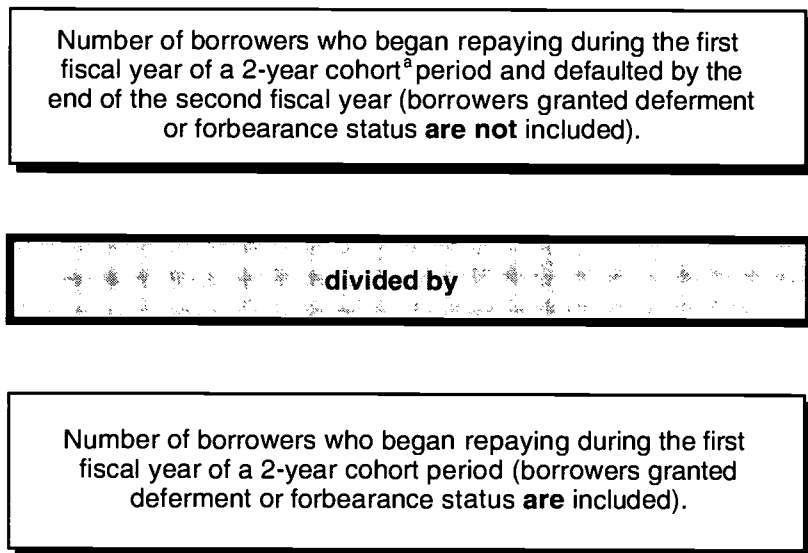 Number of borrowers who began repaying during the first
fiscal year of a 2-year cohortᵃ period and defaulted by the
end of the second fiscal year (borrowers granted deferment
or forbearance status are not included).
divided by
Number of borrowers who began repaying during the first
fiscal year of a 2-year cohort period (borrowers granted
deferment or forbearance status are included).